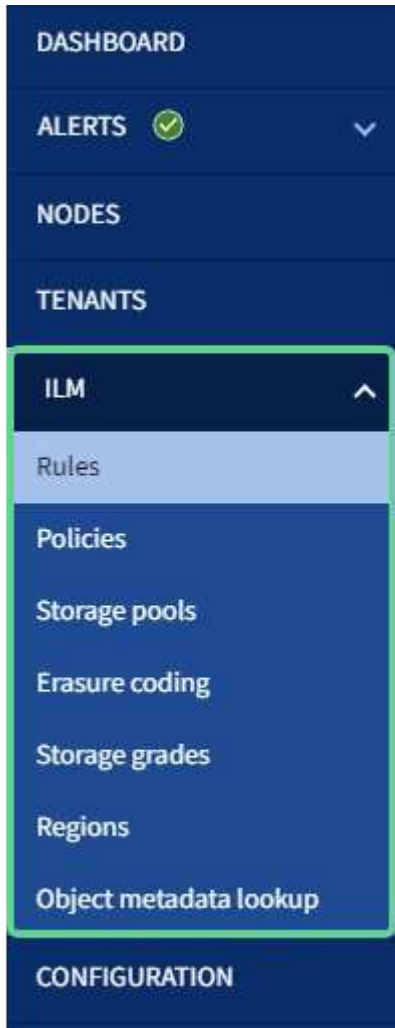 DASHBOARD
ALERTS
NODES
TENANTS
ILM
Rules
Policies
Storage pools
Erasure coding
Storage grades
Regions
Object metadata lookup
CONFIGURATION